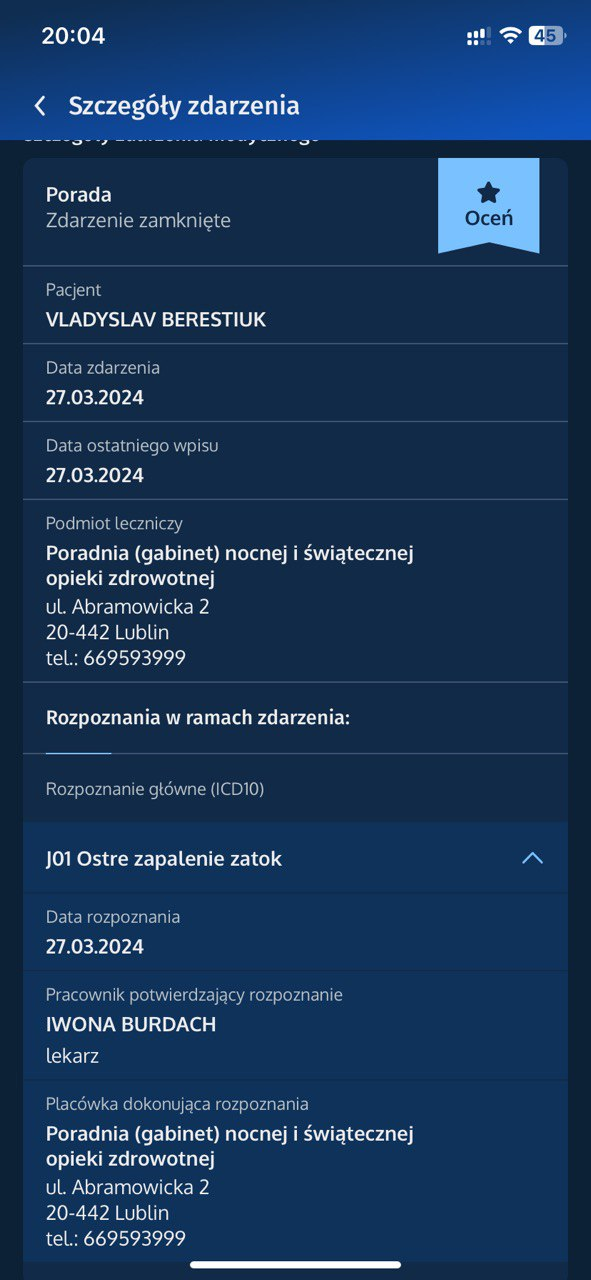 20:04
45
Szczegóły zdarzenia
Szczegóły zdarzenia medycznego
Porada
Zdarzenie zamknięte
Oceń
Pacjent
VLADYSLAV BERESTIUK
Data zdarzenia
27.03.2024
Data ostatniego wpisu
27.03.2024
Podmiot leczniczy
Poradnia (gabinet) nocnej i świątecznej
opieki zdrowotnej
ul. Abramowicka 2
20-442 Lublin
tel.: 669593999
Rozpoznania w ramach zdarzenia:
Rozpoznanie główne (ICD10)
J01 Ostre zapalenie zatok
Data rozpoznania
27.03.2024
Pracownik potwierdzający rozpoznanie
IWONA BURDACH
lekarz
Placówka dokonująca rozpoznania
Poradnia (gabinet) nocnej i świątecznej
opieki zdrowotnej
ul. Abramowicka 2
20-442 Lublin
tel.: 669593999